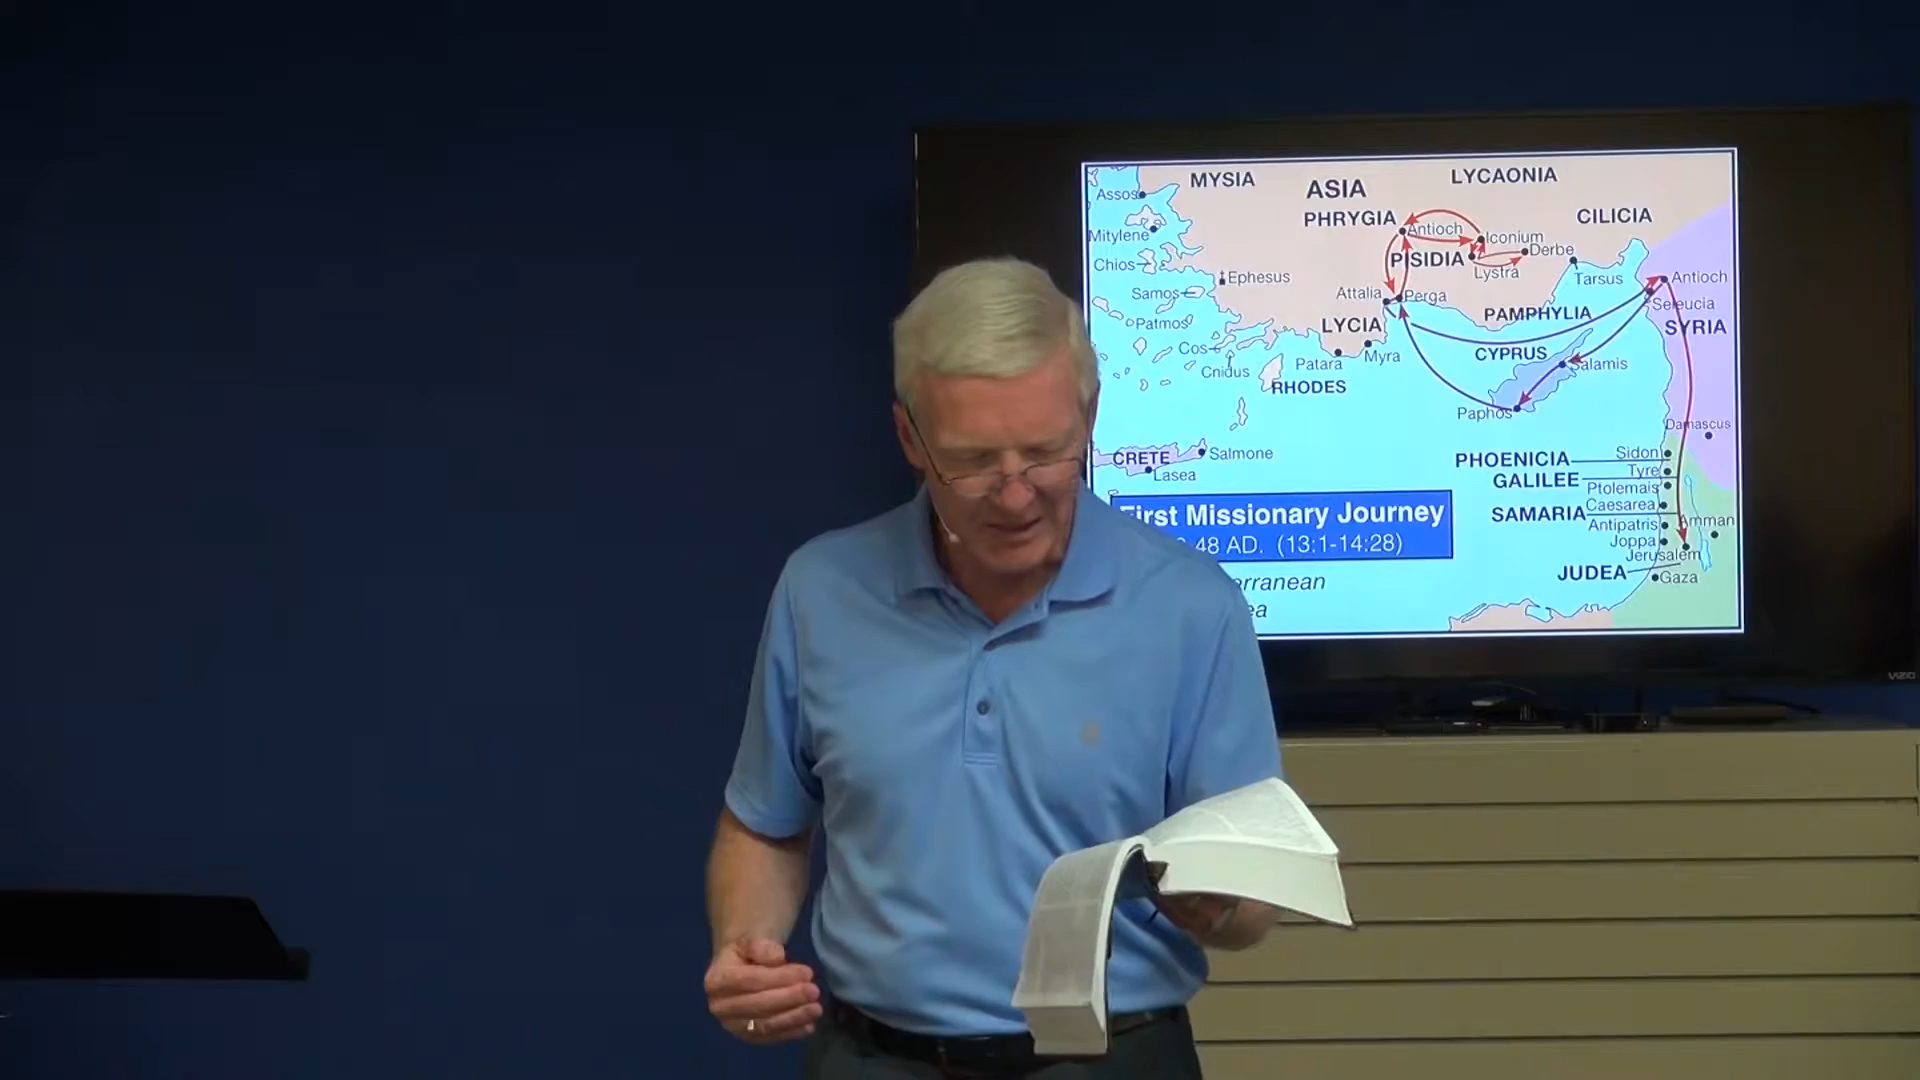 MYSIA
ASIA
LYCAONIA
Assos
PHRYGIA
CILICIA
Mitylene
Antioch
Iconium
Chios
PISIDIA
Derbe
Lystra
Ephesus
Tarsus
Antioch
Samos
Attalia
Perga
Seleucia
Patmos
LYCIA
PAMPHYLIA
SYRIA
Cos
Cnidus
Patara
Myra
CYPRUS
Salamis
RHODES
Paphos
Damascus
CRETE
Salmone
Lasea
PHOENICIA
Sidon
GALILEE
Tyre
Ptolemais
SAMARIA
Caesarea
Antipatris
Amman
Joppa
Jerusalem
JUDEA
Gaza
First Missionary Journey
48 AD. (13:1-14:28)
VIZIO